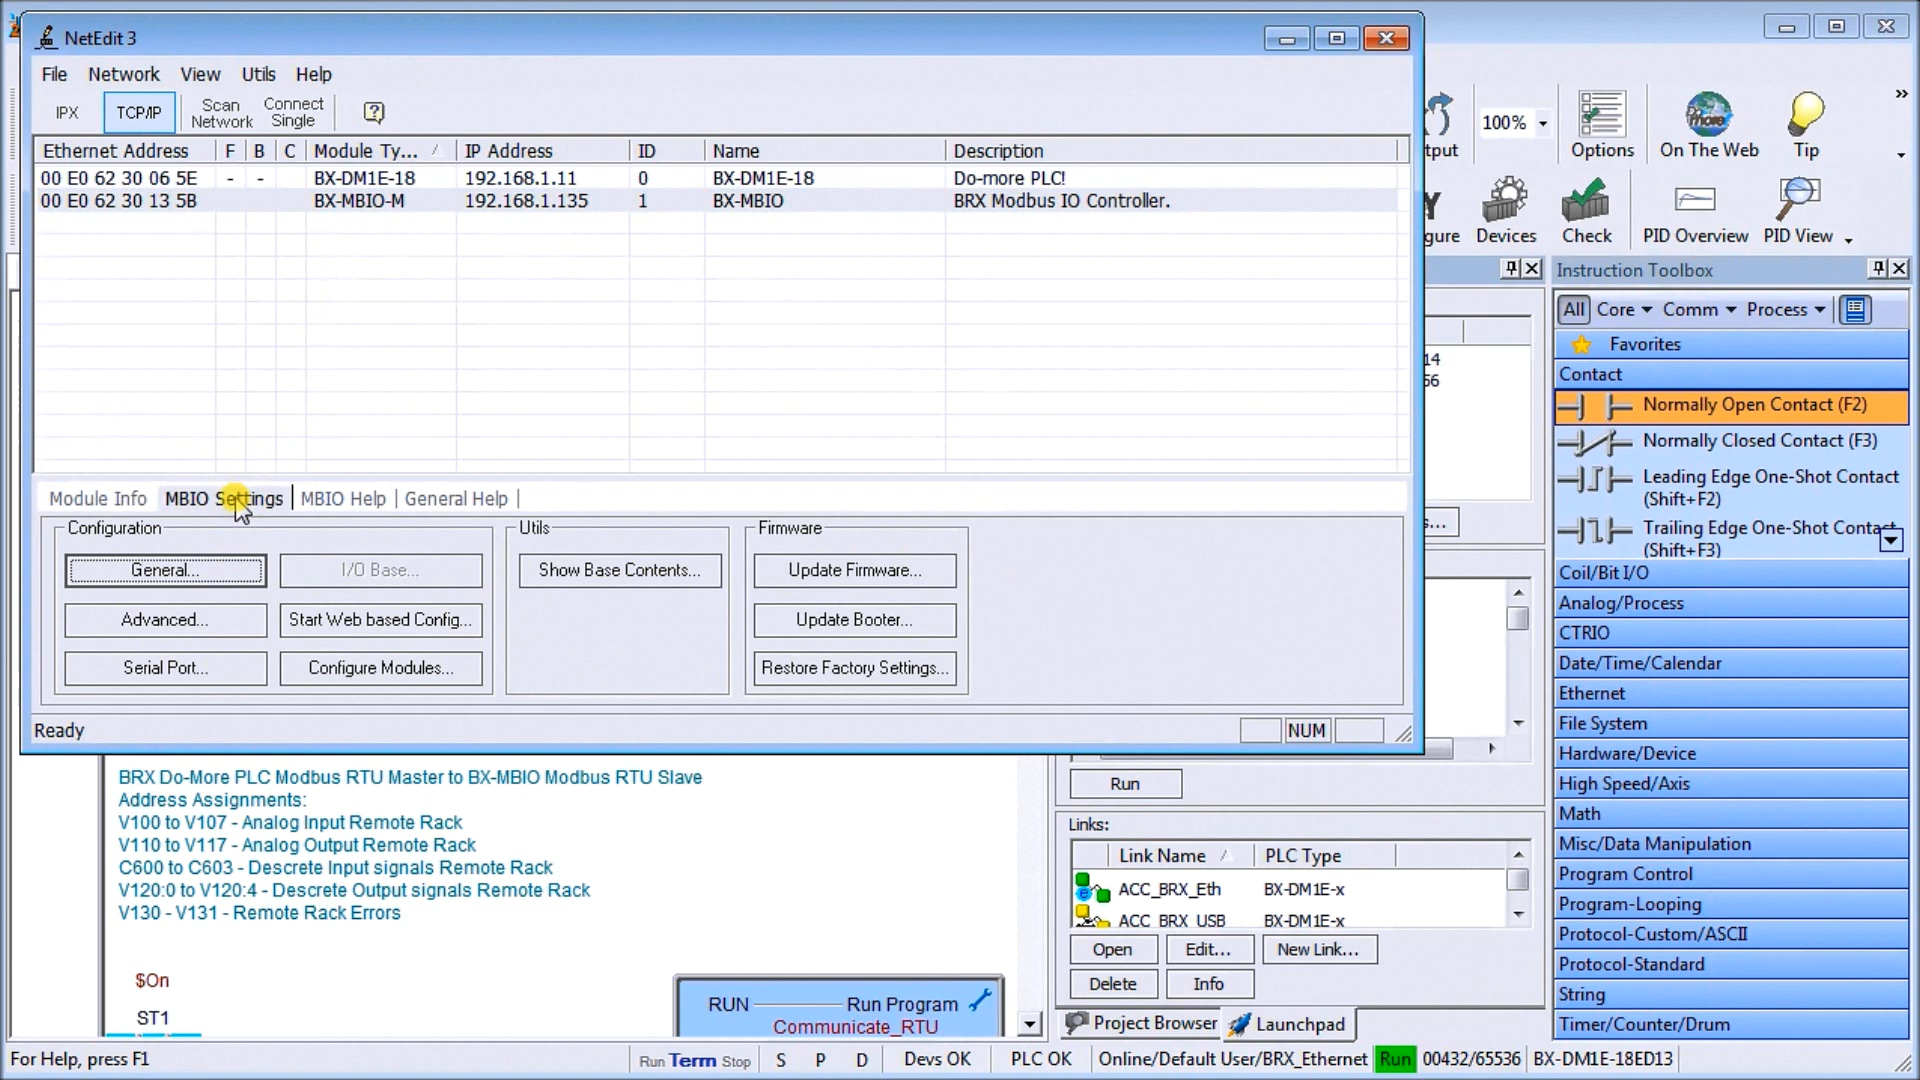 NetEdit 3
File Network View Utils Help
IPX TCP/IP Scan Network Connect Single
Ethernet Address F B C Module Ty... IP Address ID Name Description
00 E0 62 30 06 5E - - BX-DM1E-18 192.168.1.11 0 BX-DM1E-18 Do-more PLC!
00 E0 62 30 13 5B BX-MBIO-M 192.168.1.135 1 BX-MBIO BRX Modbus IO Controller.
Module Info MBIO Settings MBIO Help General Help
Configuration
General... I/O Base...
Advanced... Start Web based Config...
Serial Port... Configure Modules...
Utils
Show Base Contents...
Firmware
Update Firmware...
Update Booter...
Restore Factory Settings...
Ready
NUM
tput 100% Options On The Web Tip
gure Devices Check PID Overview PID View
14
56
s...
Run
Links:
Link Name PLC Type
ACC_BRX_Eth BX-DM1E-x
ACC_BRX_USB BX-DM1E-x
Open Edit... New Link...
Delete Info
Project Browser Launchpad
Instruction Toolbox
All Core Comm Process
Favorites
Contact
Normally Open Contact (F2)
Normally Closed Contact (F3)
Leading Edge One-Shot Contact
(Shift+F2)
Trailing Edge One-Shot Contact
(Shift+F3)
Coil/Bit I/O
Analog/Process
CTRIO
Date/Time/Calendar
Ethernet
File System
Hardware/Device
High Speed/Axis
Math
Misc/Data Manipulation
Program Control
Program-Looping
Protocol-Custom/ASCII
Protocol-Standard
String
Timer/Counter/Drum
BRX Do-More PLC Modbus RTU Master to BX-MBIO Modbus RTU Slave
Address Assignments:
V100 to V107 - Analog Input Remote Rack
V110 to V117 - Analog Output Remote Rack
C600 to C603 - Descrete Input signals Remote Rack
V120:0 to V120:4 - Descrete Output signals Remote Rack
V130 - V131 - Remote Rack Errors
$On
ST1
RUN Run Program
Communicate_RTU
For Help, press F1
Run Term Stop S P D Devs OK PLC OK Online/Default User/BRX_Ethernet Run 00432/65536 BX-DM1E-18ED13